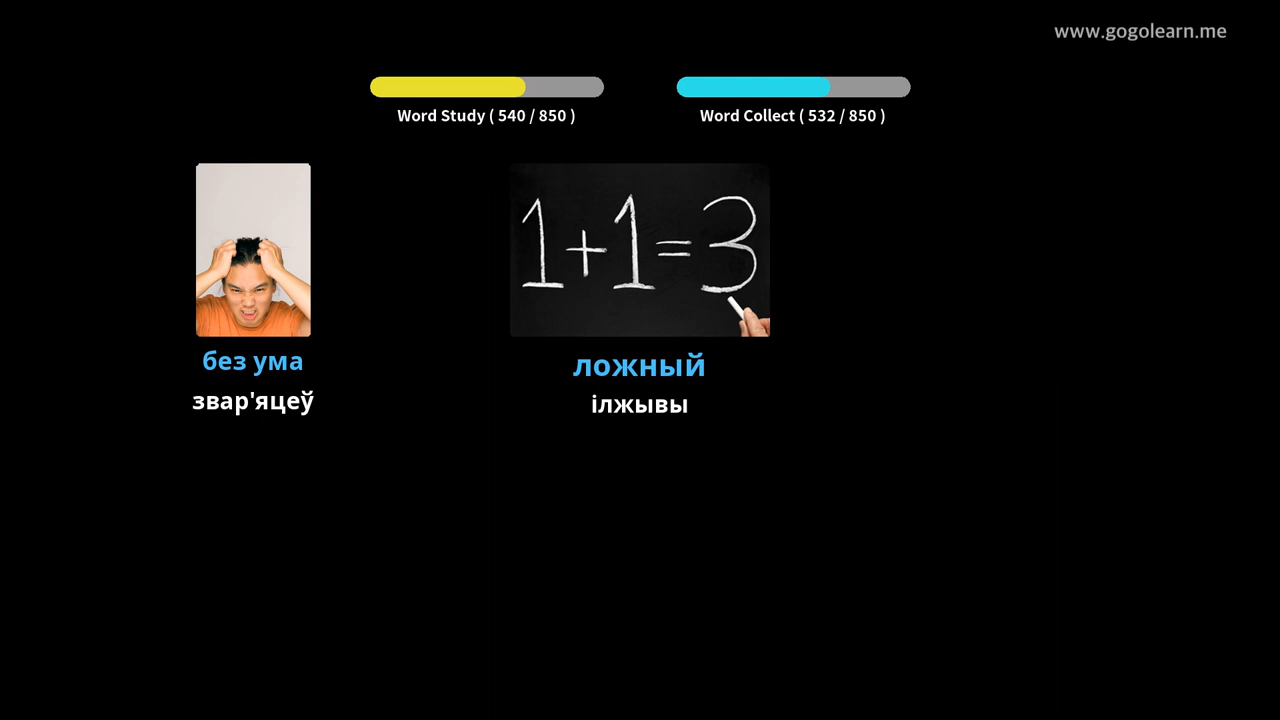 www.gogolearn.me
Word Study ( 540 / 850 )
Word Collect ( 532 / 850 )
1+1=3
без ума
звар'яцеў
ложный
ілжывы